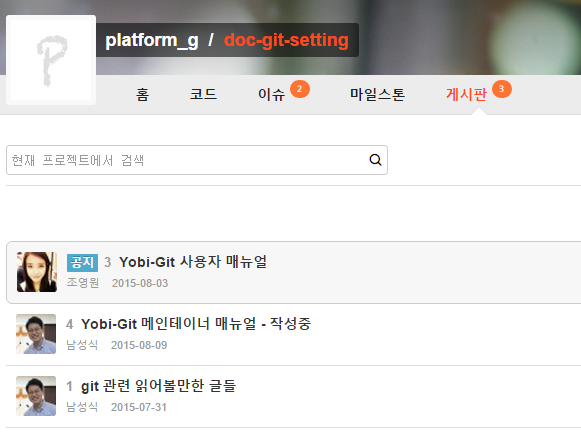 platform_g / doc-git-setting
홈 코드 이슈 2 마일스톤 게시판 3
현재 프로젝트에서 검색
공지 3 Yobi-Git 사용자 매뉴얼
조영원 2015-08-03
4 Yobi-Git 메인테이너 매뉴얼 - 작성중
남성식 2015-08-09
1 git 관련 읽어볼만한 글들
남성식 2015-07-31